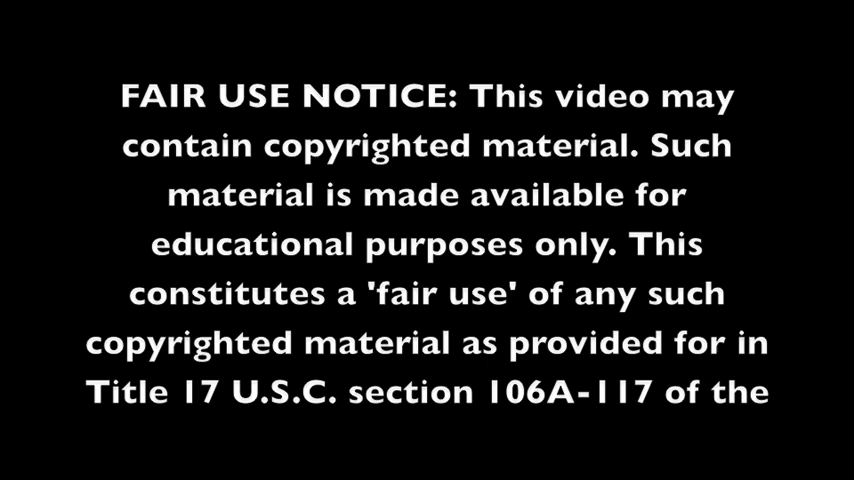 FAIR USE NOTICE: This video may
contain copyrighted material. Such
material is made available for
educational purposes only. This
constitutes a 'fair use' of any such
copyrighted material as provided for in
Title 17 U.S.C. section 106A-117 of the